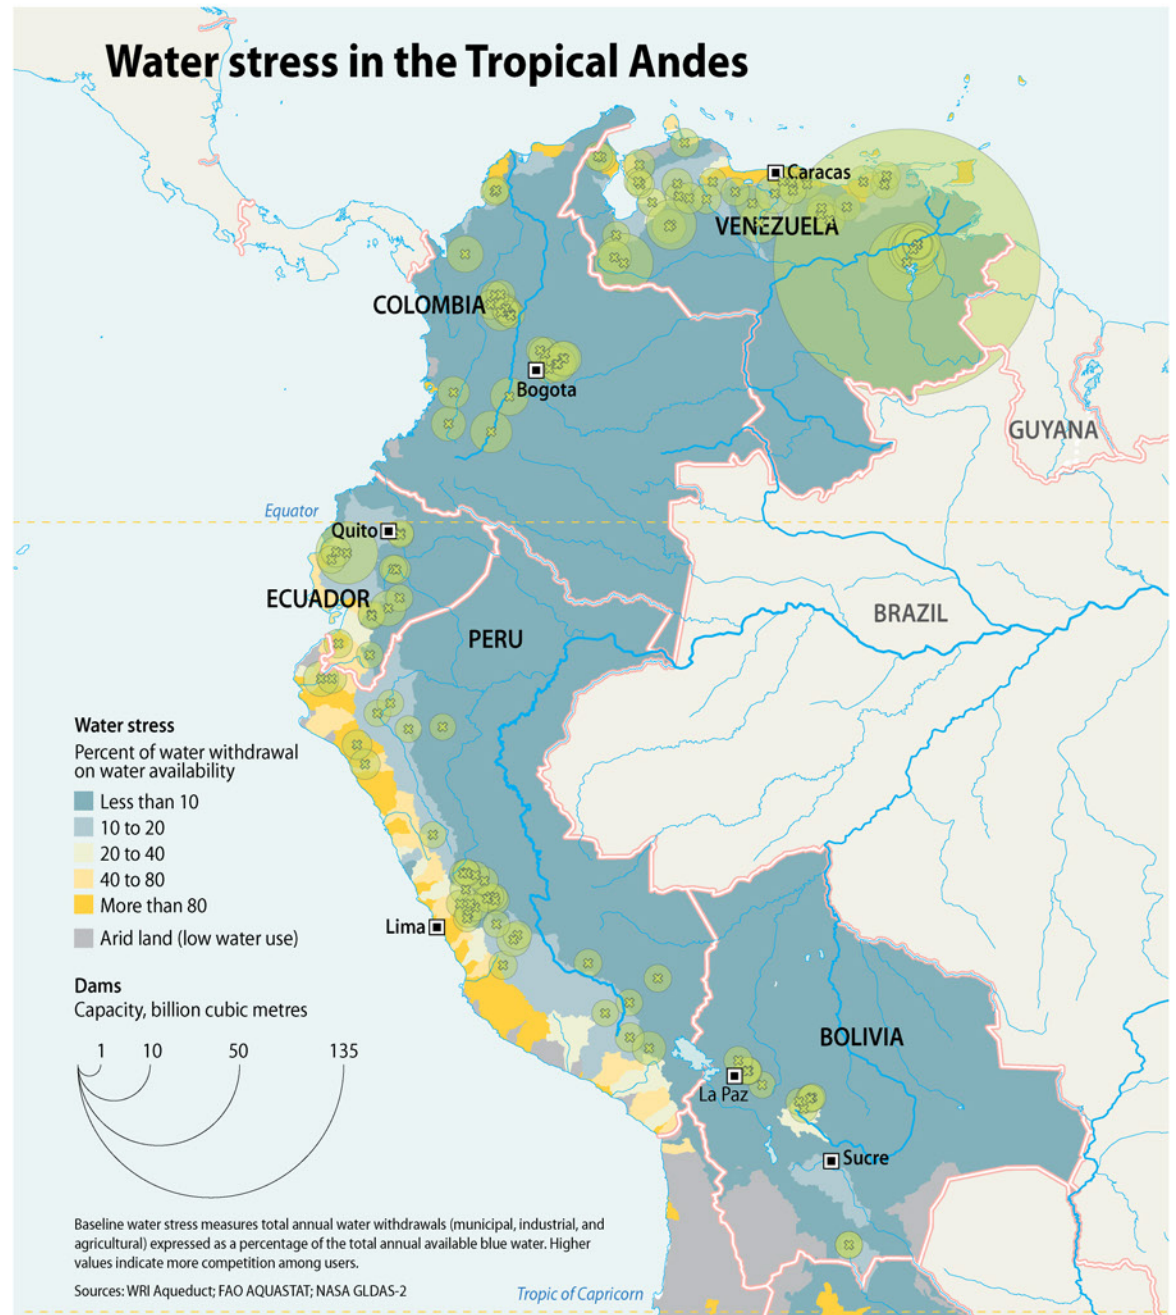 Water stress in the Tropical Andes
Caracas
VENEZUELA
COLOMBIA
Bogota
GUYANA
Equator
Quito
ECUADOR
BRAZIL
PERU
Water stress
Percent of water withdrawal
on water availability
Less than 10
10 to 20
20 to 40
40 to 80
More than 80
Arid land (low water use)
Lima
Dams
Capacity, billion cubic metres
1 10 50 135
BOLIVIA
La Paz
Sucre
Baseline water stress measures total annual water withdrawals (municipal, industrial, and
agricultural) expressed as a percentage of the total annual available blue water. Higher
values indicate more competition among users.
Sources: WRI Aqueduct; FAO AQUASTAT; NASA GLDAS-2
Tropic of Capricorn